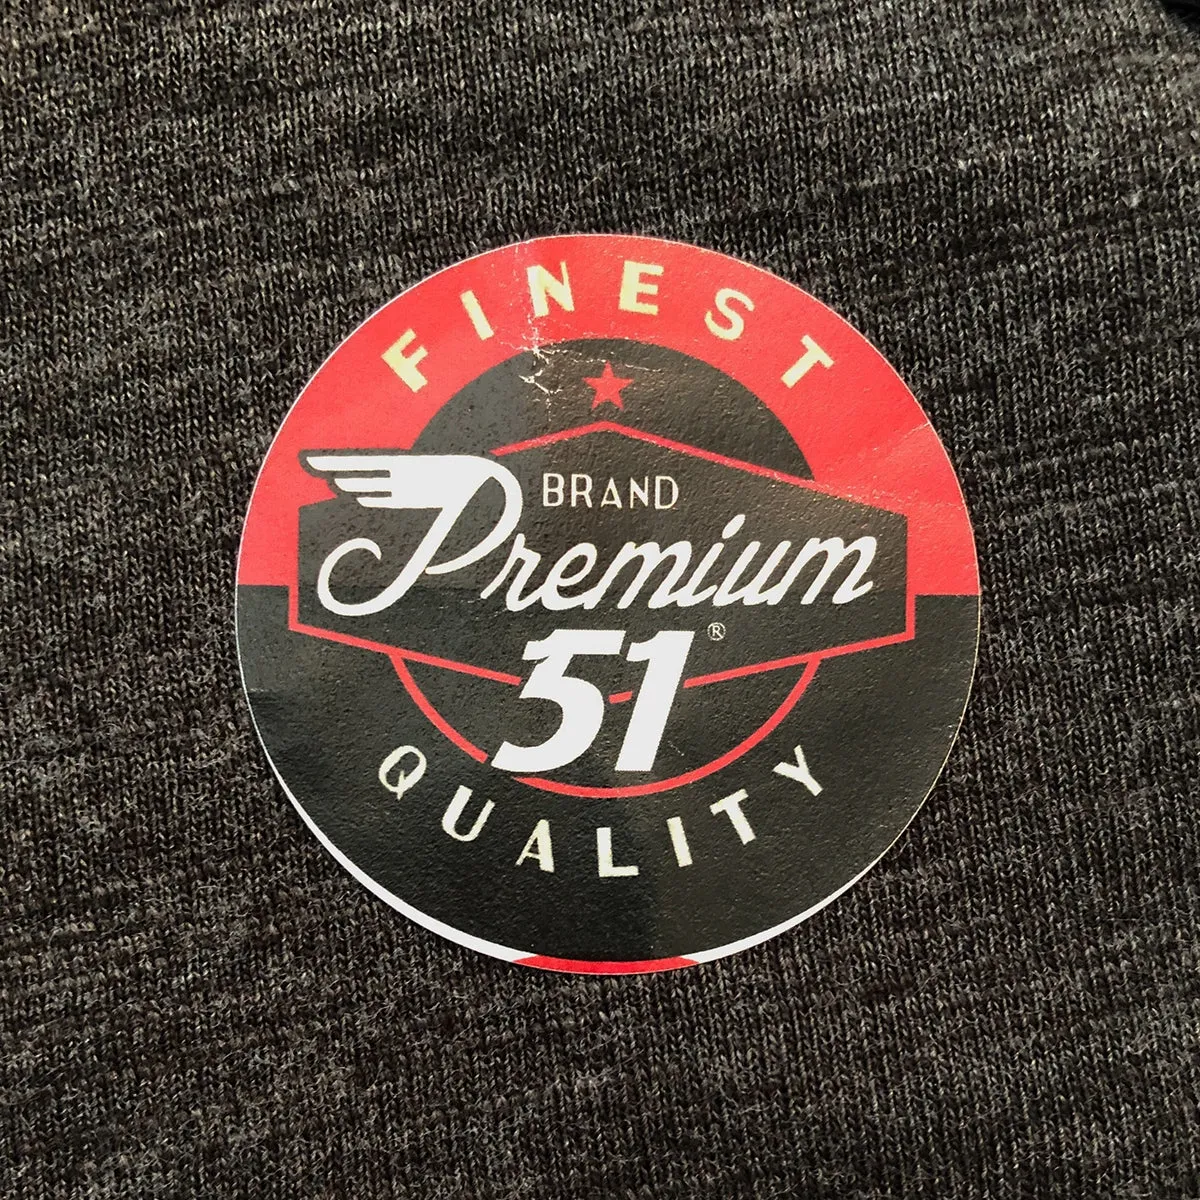 FINEST
BRAND
Premium
51®
QUALITY